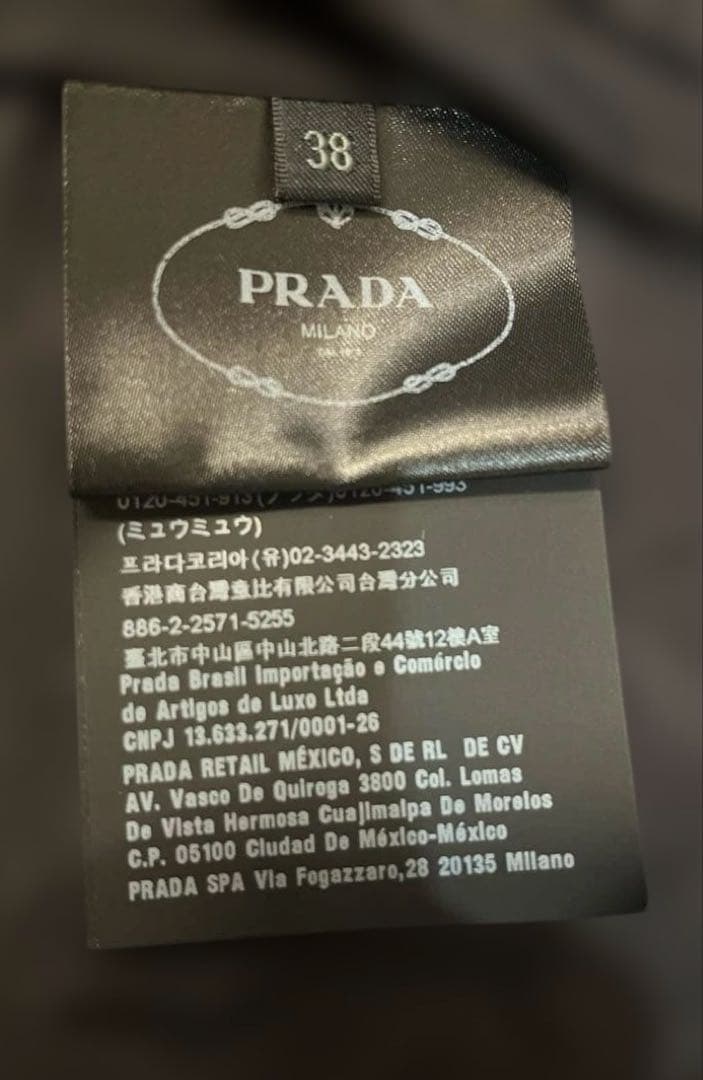 38
PRADA
MILANO
(ミュウミュウ)
프라다코리아(유)02-3443-2323
香港商台灣童比有限公司台灣分公司
886-2-2571-5255
臺北市中山區中山北路二段44號12樓A室
Prada Brasil Importação e Comércio
de Artigos de Luxo Ltda
CNPJ 13.633.271/0001-26
PRADA RETAIL MÉXICO, S DE RL DE CV
AV. Vasco De Quiroga 3800 Col. Lomas
De Vista Hermosa Cuajimalpa De Morelos
C.P. 05100 Ciudad De México-México
PRADA SPA Via Fogazzaro,28 20135 Milano